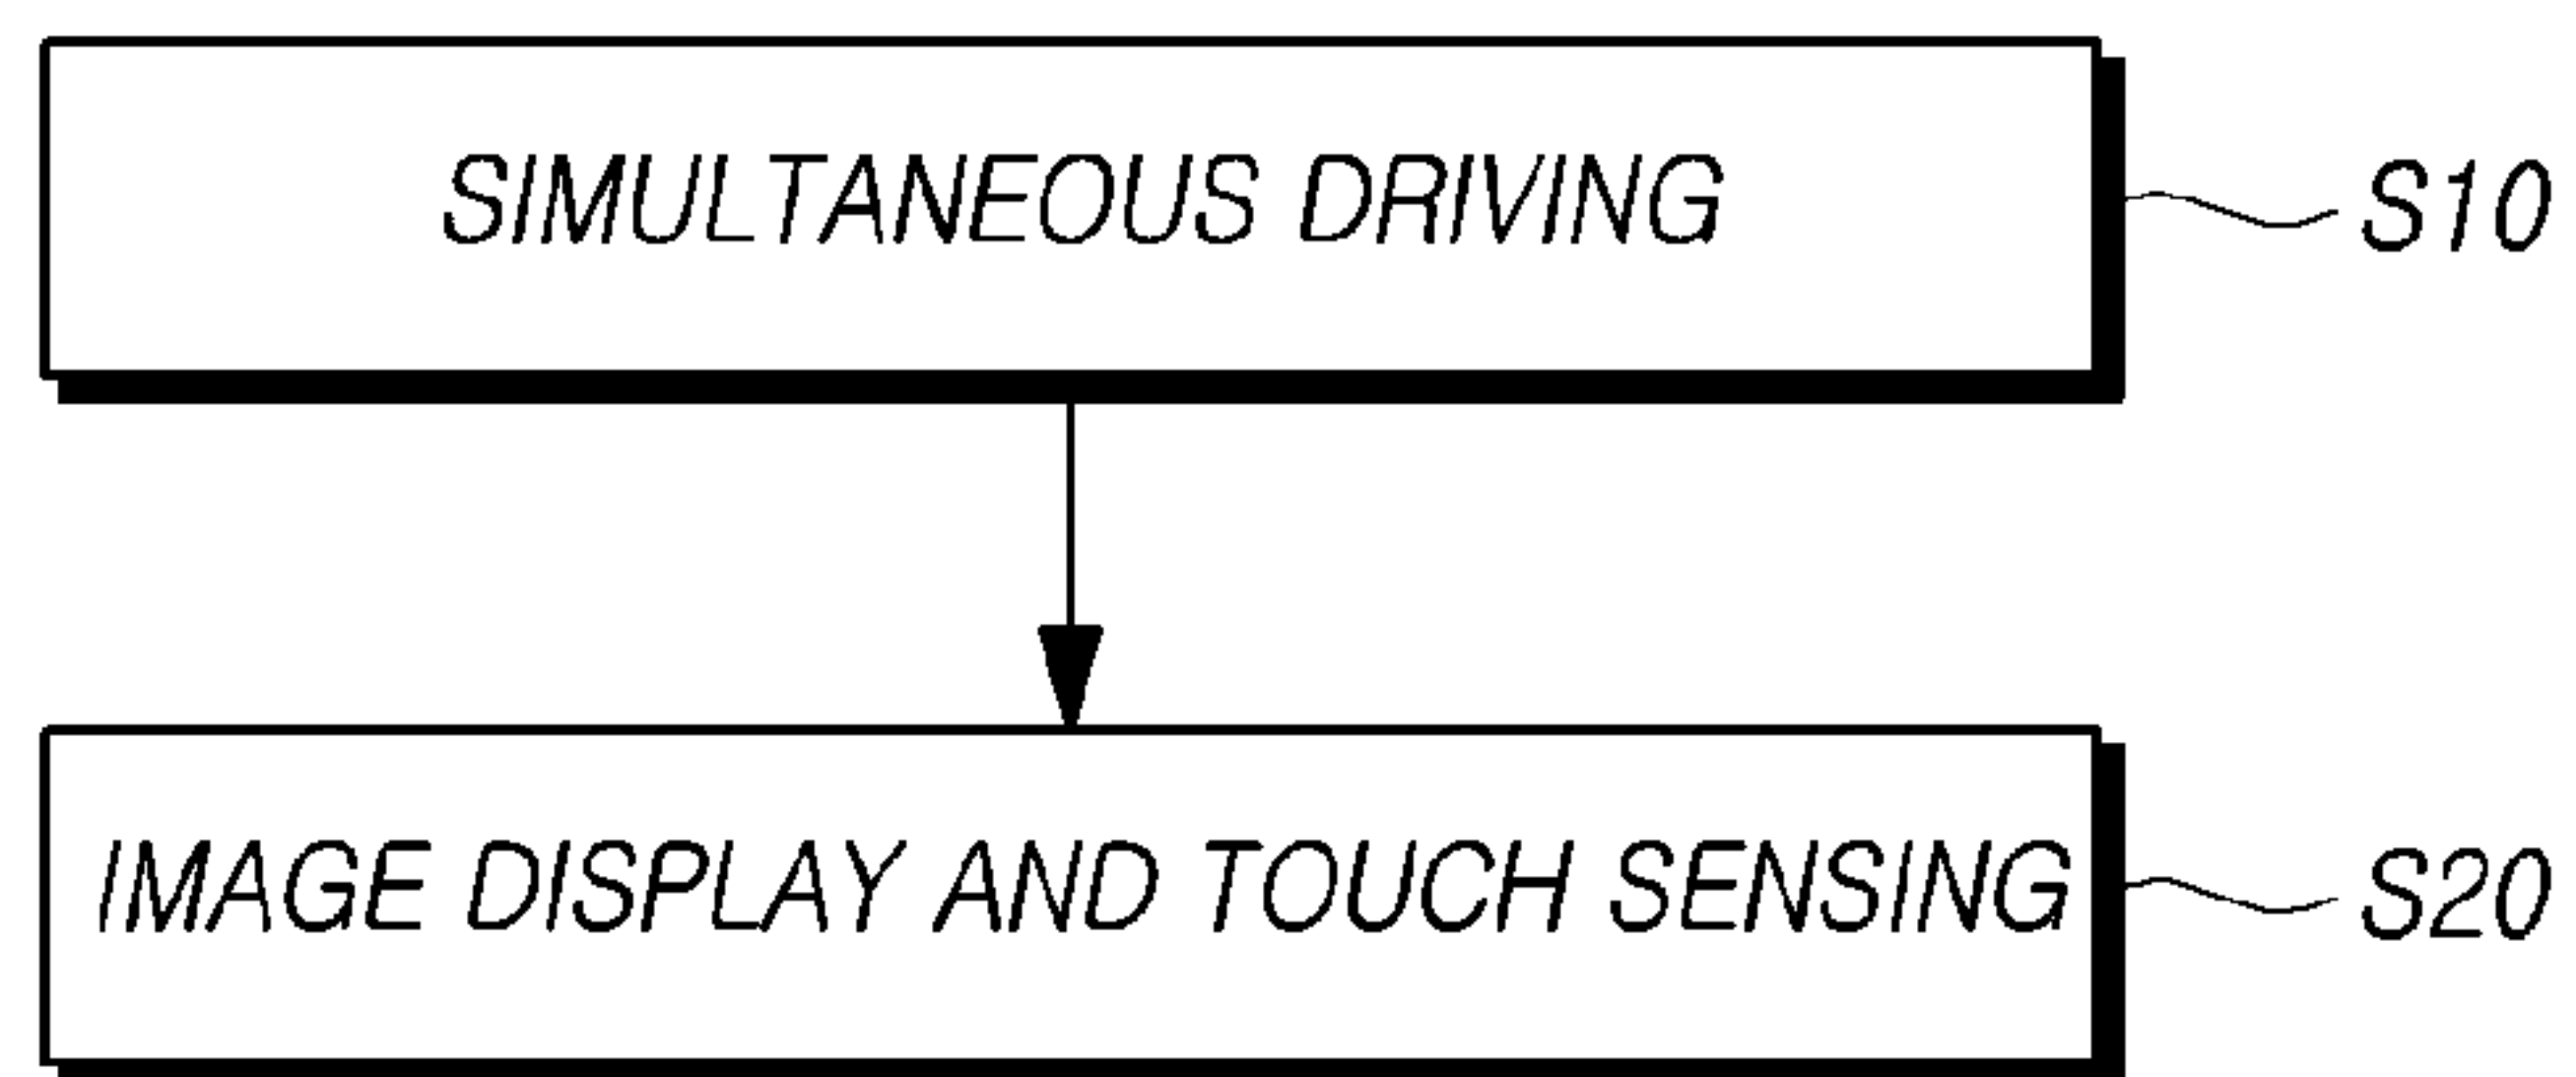 SIMULTANEOUS DRIVING
S10
IMAGE DISPLAY AND TOUCH SENSING
S20